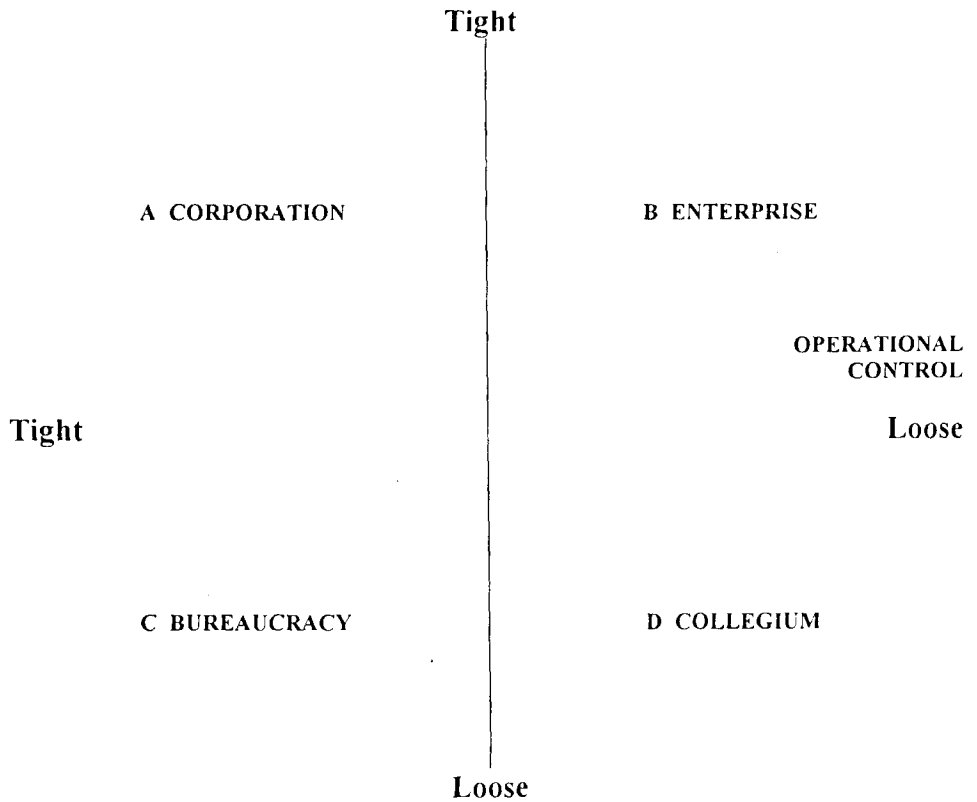 Tight
A CORPORATION
B ENTERPRISE
OPERATIONAL
CONTROL
Tight
Loose
C BUREAUCRACY
D COLLEGIUM
Loose